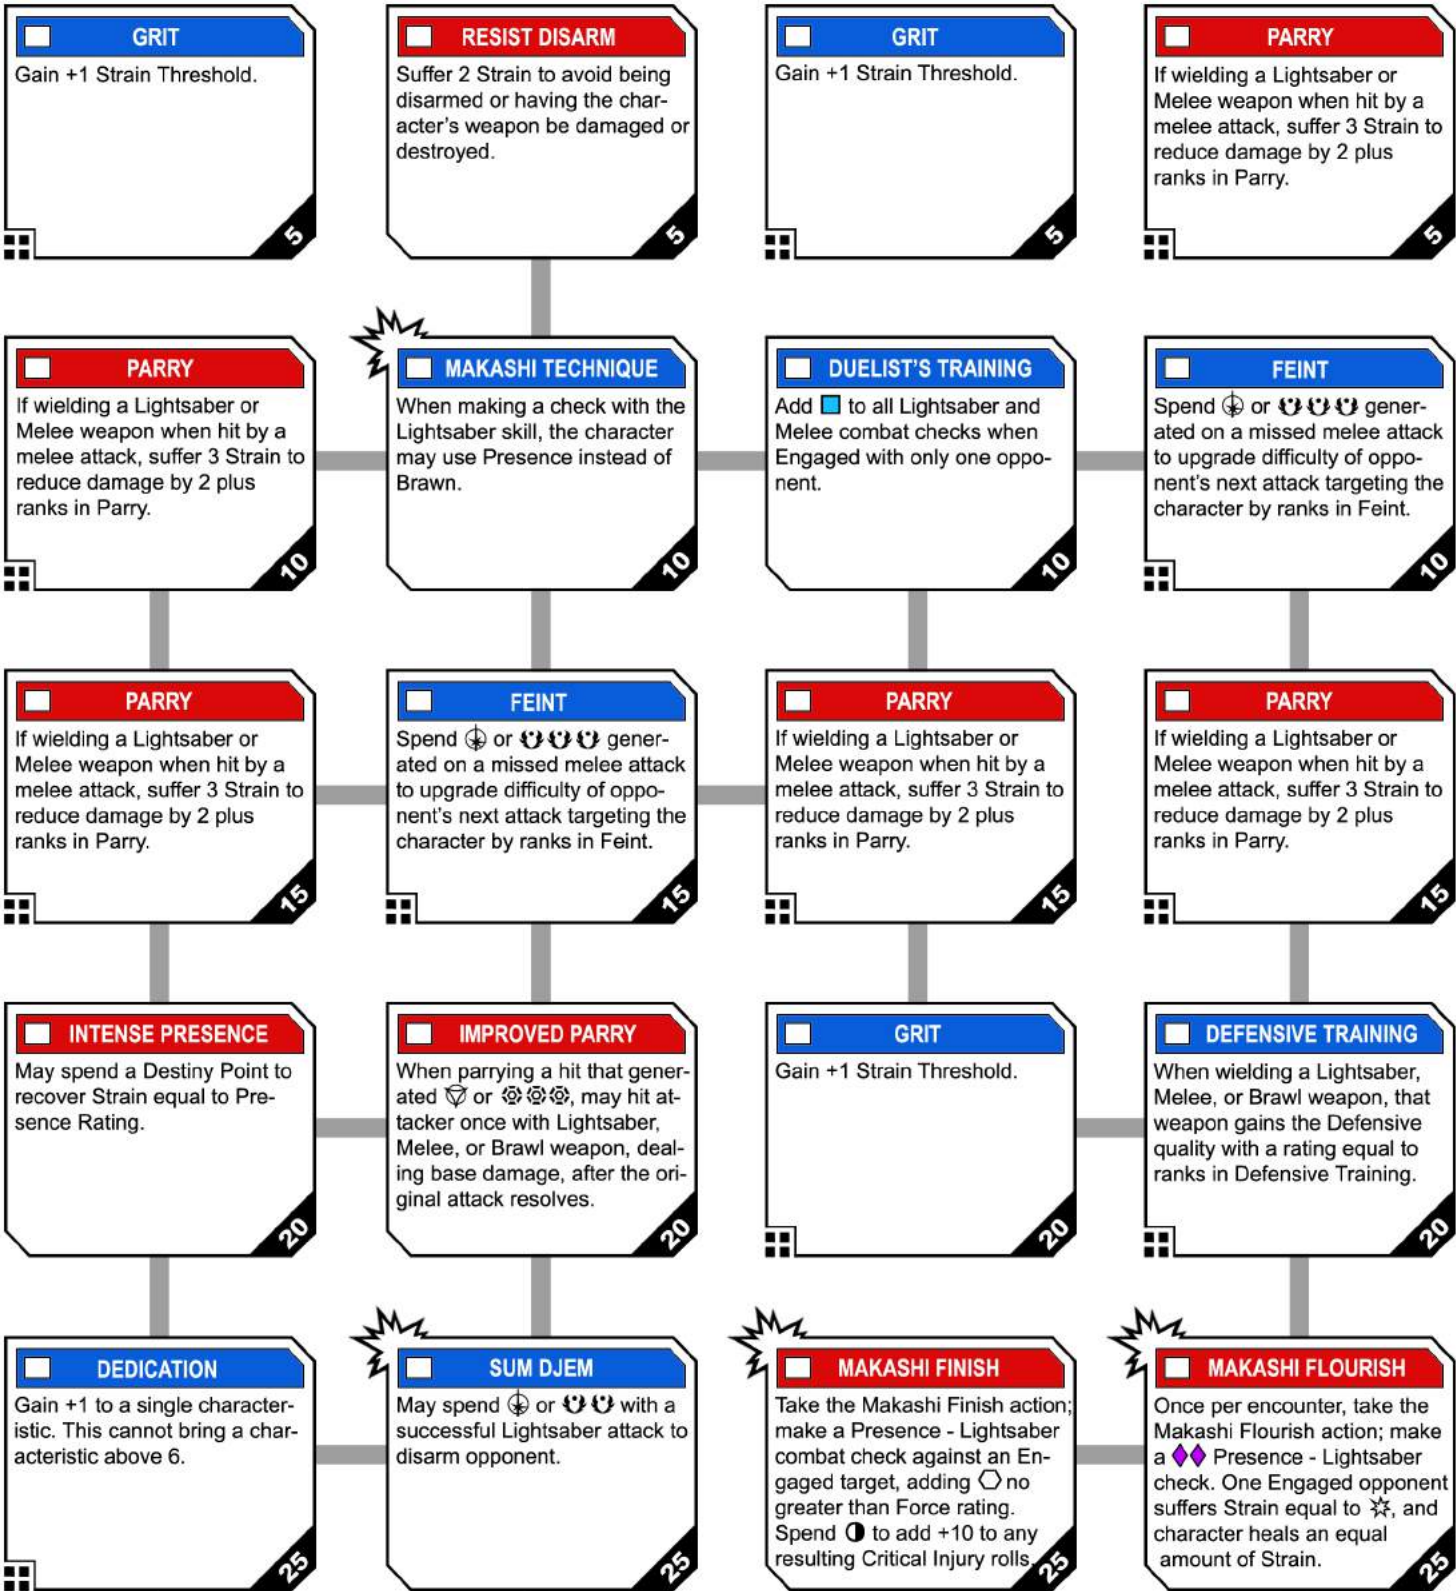 GRIT
Gain +1 Strain Threshold.
5
RESIST DISARM
Suffer 2 Strain to avoid being
disarmed or having the char-
acter's weapon be damaged or
destroyed.
5
GRIT
Gain +1 Strain Threshold.
5
PARRY
If wielding a Lightsaber or
Melee weapon when hit by a
melee attack, suffer 3 Strain to
reduce damage by 2 plus
ranks in Parry.
5
PARRY
If wielding a Lightsaber or
Melee weapon when hit by a
melee attack, suffer 3 Strain to
reduce damage by 2 plus
ranks in Parry.
10
MAKASHI TECHNIQUE
When making a check with the
Lightsaber skill, the character
may use Presence instead of
Brawn.
10
DUELIST'S TRAINING
Add to all Lightsaber and
Melee combat checks when
Engaged with only one oppo-
nent.
10
FEINT
Spend or gener-
ated on a missed melee attack
to upgrade difficulty of oppo-
nent's next attack targeting the
character by ranks in Feint.
10
PARRY
If wielding a Lightsaber or
Melee weapon when hit by a
melee attack, suffer 3 Strain to
reduce damage by 2 plus
ranks in Parry.
15
FEINT
Spend or gener-
ated on a missed melee attack
to upgrade difficulty of oppo-
nent's next attack targeting the
character by ranks in Feint.
15
PARRY
If wielding a Lightsaber or
Melee weapon when hit by a
melee attack, suffer 3 Strain to
reduce damage by 2 plus
ranks in Parry.
15
PARRY
If wielding a Lightsaber or
Melee weapon when hit by a
melee attack, suffer 3 Strain to
reduce damage by 2 plus
ranks in Parry.
15
INTENSE PRESENCE
May spend a Destiny Point to
recover Strain equal to Pre-
sence Rating.
20
IMPROVED PARRY
When parrying a hit that gener-
ated or , may hit at-
tacker once with Lightsaber,
Melee, or Brawl weapon, deal-
ing base damage, after the ori-
ginal attack resolves.
20
GRIT
Gain +1 Strain Threshold.
20
DEFENSIVE TRAINING
When wielding a Lightsaber,
Melee, or Brawl weapon, that
weapon gains the Defensive
quality with a rating equal to
ranks in Defensive Training.
20
DEDICATION
Gain +1 to a single character-
istic. This cannot bring a char-
acteristic above 6.
25
SUM DJEM
May spend or with a
successful Lightsaber attack to
disarm opponent.
25
MAKASHI FINISH
Take the Makashi Finish action;
make a Presence - Lightsaber
combat check against an En-
gaged target, adding no
greater than Force rating.
Spend to add +10 to any
resulting Critical Injury rolls.
25
MAKASHI FLOURISH
Once per encounter, take the
Makashi Flourish action; make
a Presence - Lightsaber
check. One Engaged opponent
suffers Strain equal to , and
character heals an equal
amount of Strain.
25